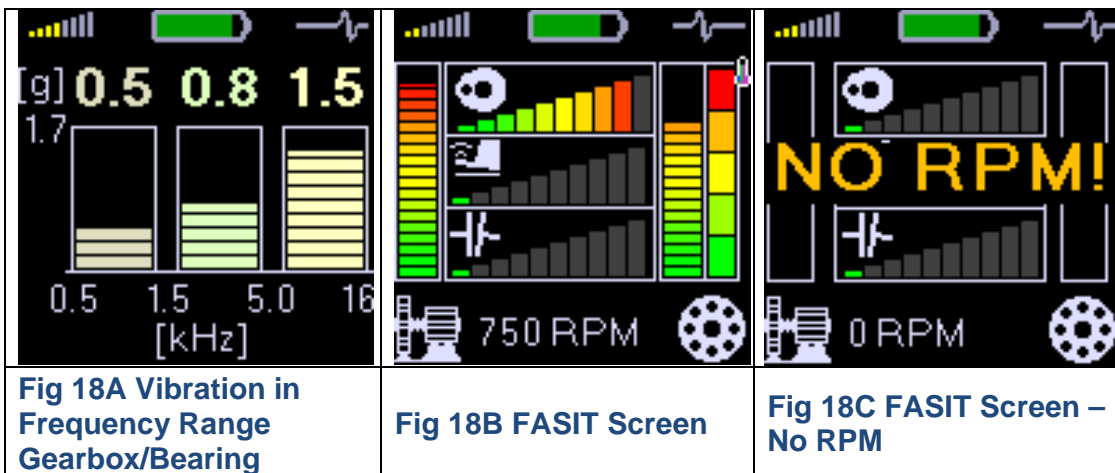 [g] 0.5 0.8 1.5
1.7
0.5 1.5 5.0 16
[kHz]
750 RPM
NO RPM!
0 RPM
Fig 18A Vibration in
Frequency Range
Gearbox/Bearing
Fig 18B FASIT Screen
Fig 18C FASIT Screen –
No RPM